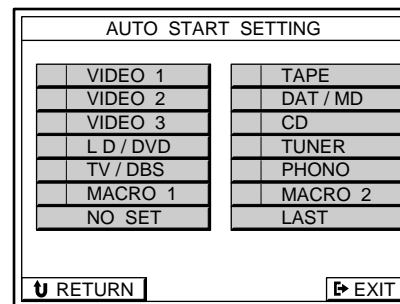 AUTO START SETTING
VIDEO 1
VIDEO 2
VIDEO 3
L D / DVD
TV / DBS
MACRO 1
NO SET
TAPE
DAT / MD
CD
TUNER
PHONO
MACRO 2
LAST
RETURN
EXIT